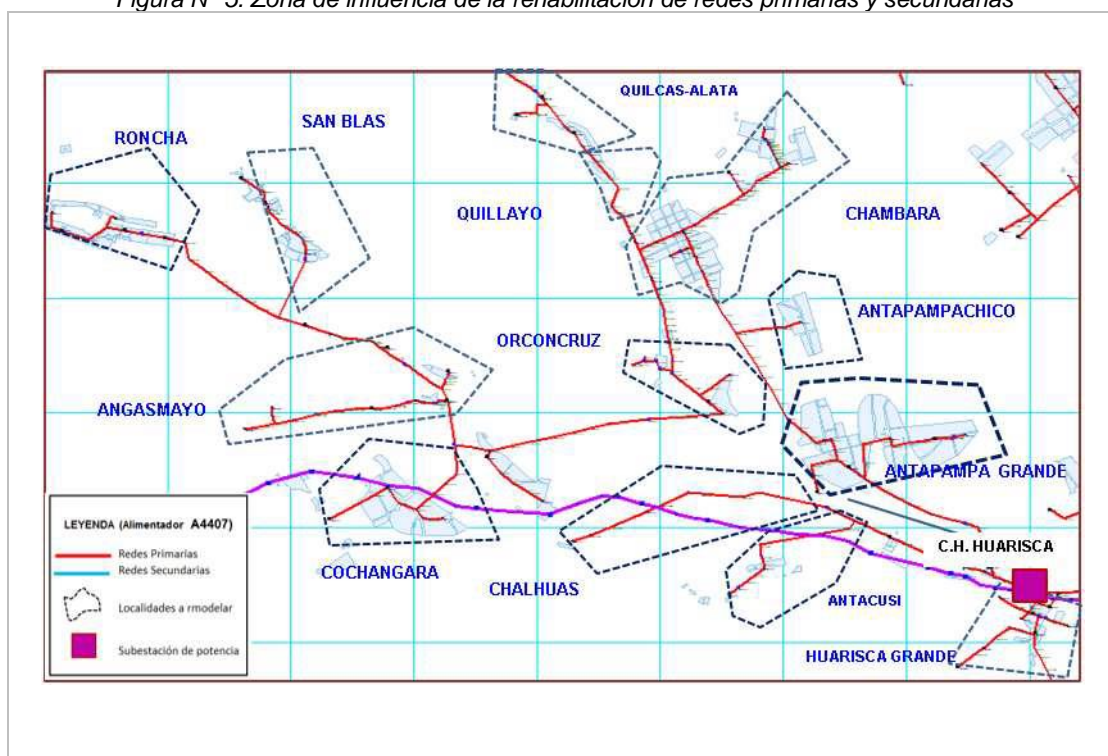 Figura N° 5. Zona de influencia de la rehabilitación de redes primarias y secundarias
QUILCAS-ALATA
SAN BLAS
RONCHA
QUILLAYO
CHAMBARA
ANTAPAMPACHICO
ORCONCRUZ
ANGASMAYO
ANTAPAMPA GRANDE
LEYENDA (Alimentador A4407)
Redes Primarias
Redes Secundarias
Localidades a rmodelar
Subestación de potencia
C.H. HUARISCA
COCHANGARA
CHALHUAS
ANTACUSI
HUARISCA GRANDE